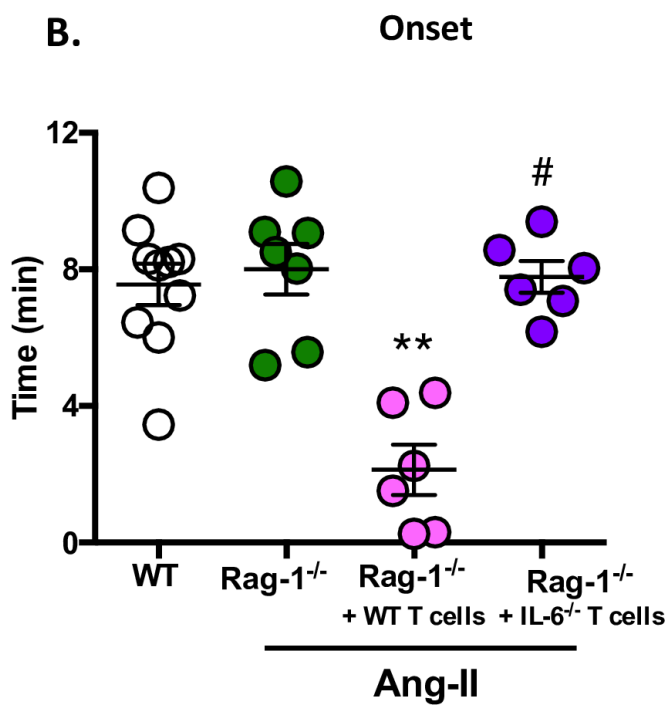 B.
Onset
Time (min)
12
8
4
0
**
#
WT
Rag-1-/-
Rag-1-/-
+ WT T cells
Rag-1-/-
+ IL-6-/- T cells
Ang-II